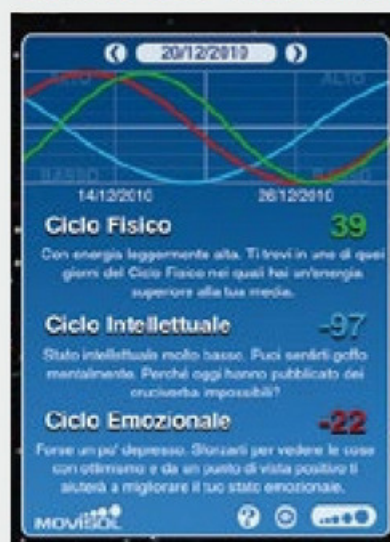 20/12/2010
ALTO ALTO
BASSO BASSO
14/12/2010 26/12/2010
Ciclo Fisico 39
Con energia leggermente alta. Ti trovi in uno di quei
giorni del Ciclo Fisico nei quali hai un'energia
superiore alla tua media.
Ciclo Intellettuale -97
Stato intellettuale molto basso. Puoi sentirti goffo
mentalmente. Perché oggi hanno pubblicato dei
cruciverba impossibili?
Ciclo Emozionale -22
Forse un po' depresso. Sforzarti per vedere le cose
con ottimismo e da un punto di vista positivo ti
aiuterà a migliorare il tuo stato emozionale.
MOVISOL ?